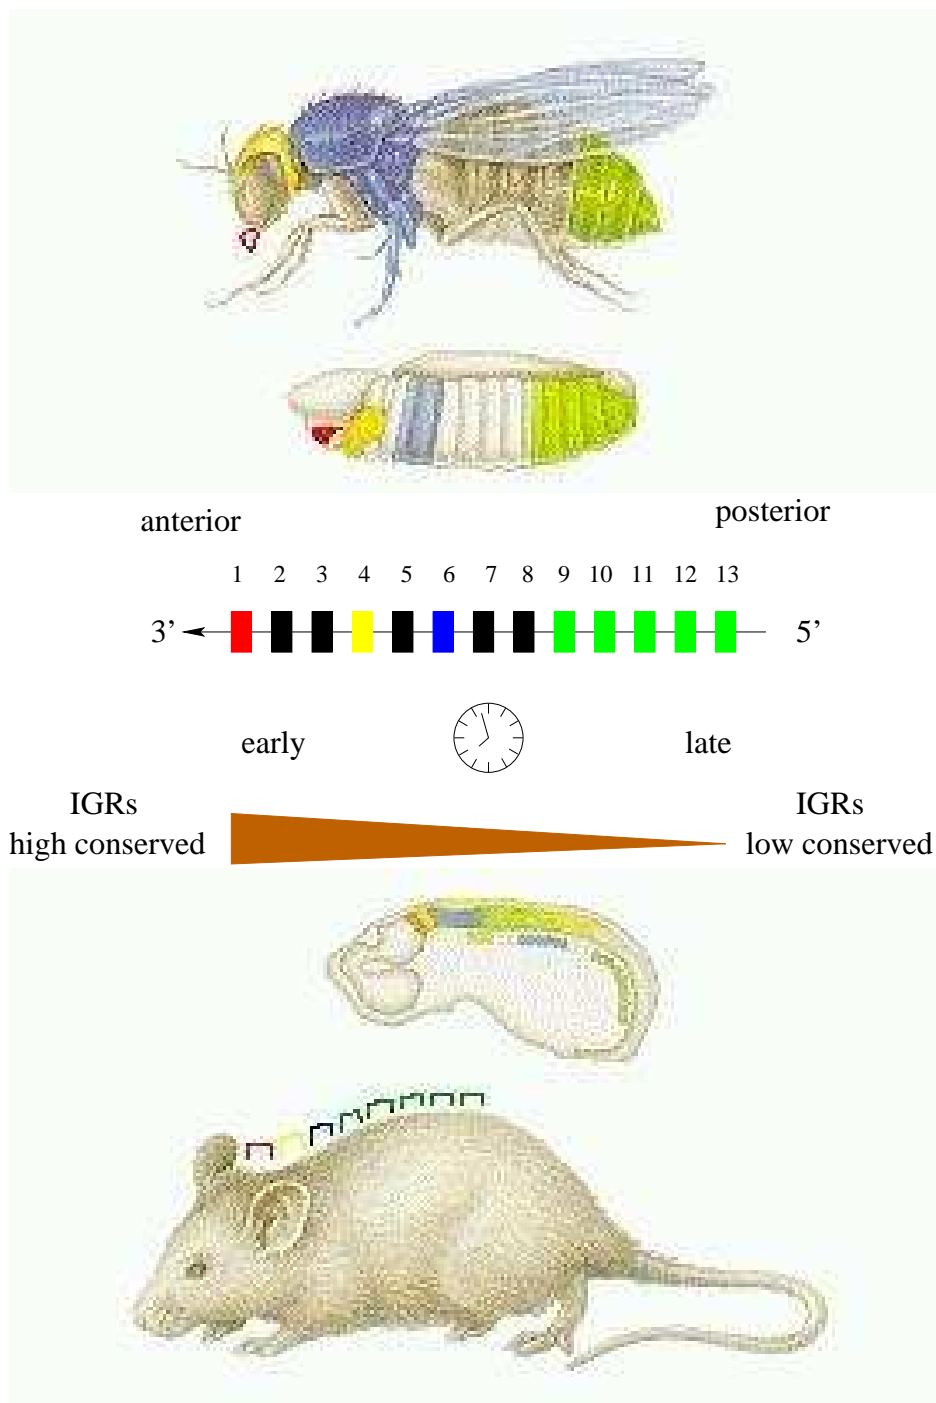 anterior posterior
1 2 3 4 5 6 7 8 9 10 11 12 13
3’ 5’
early late
IGRs IGRs
high conserved low conserved